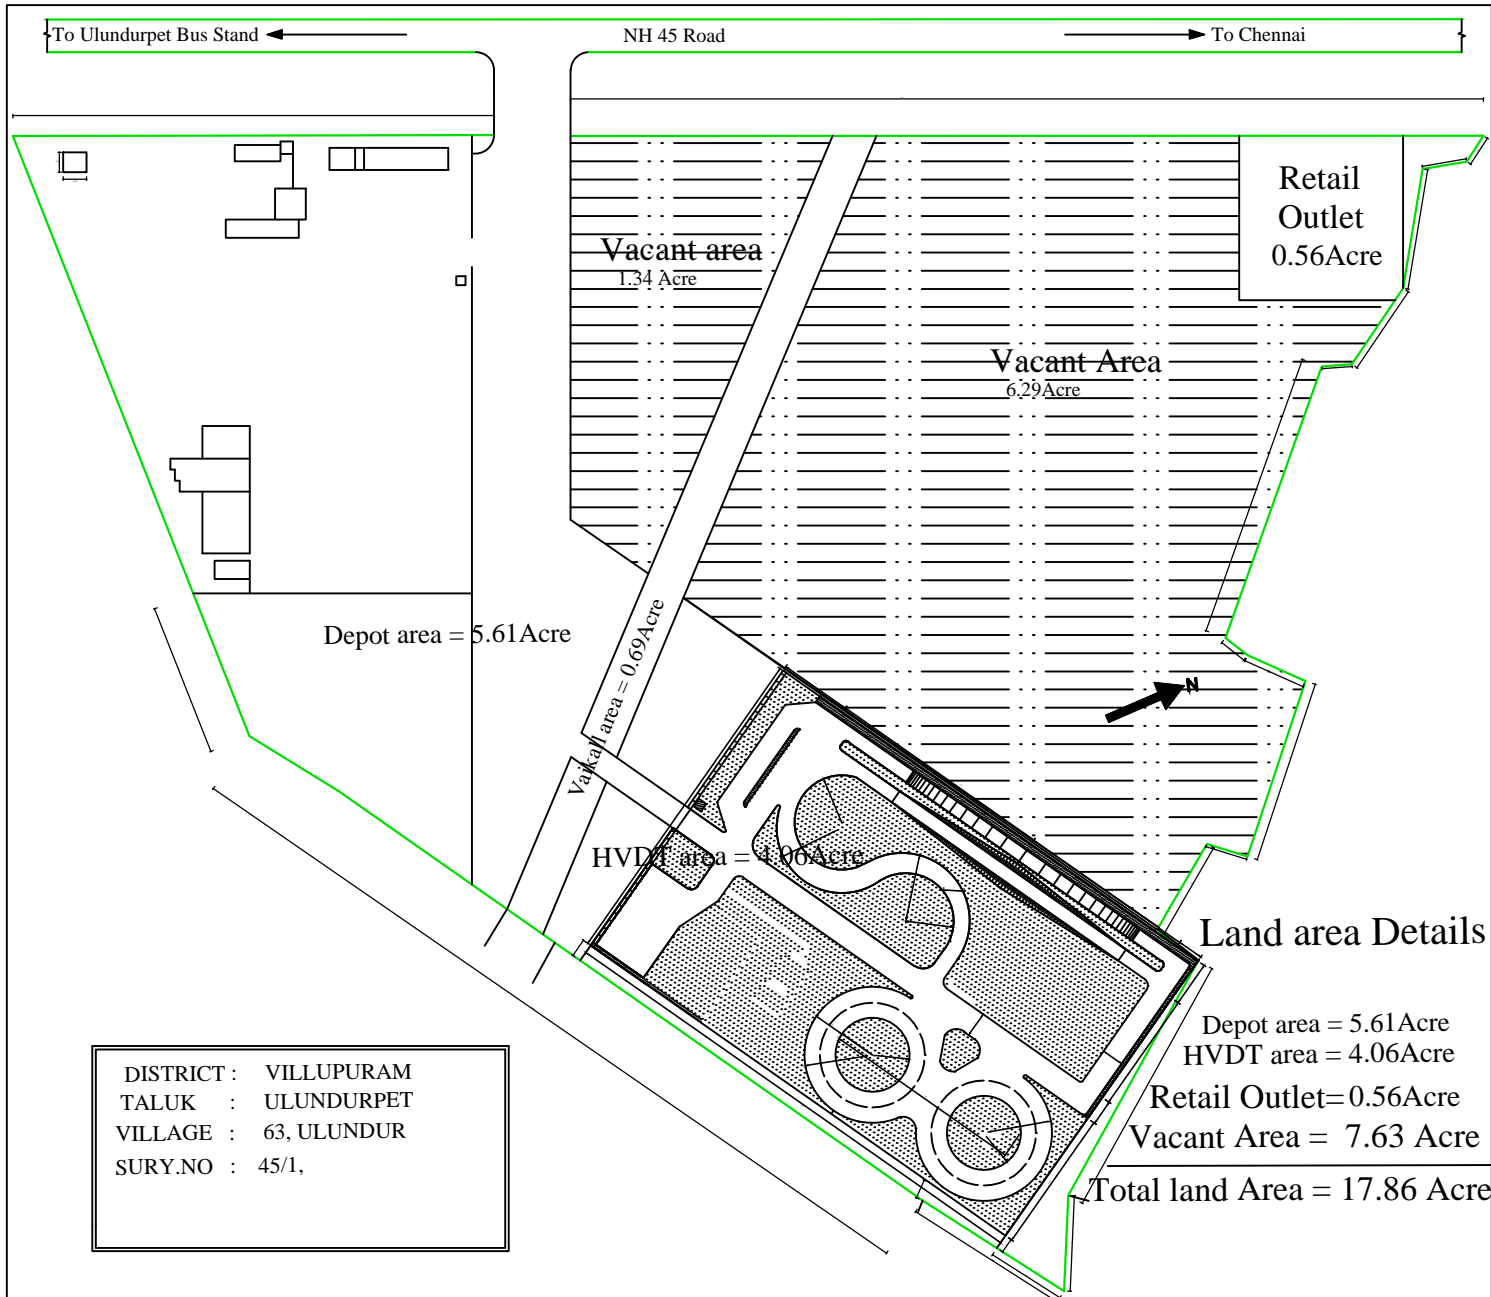 To Ulundurpet Bus Stand
NH 45 Road
To Chennai
Retail
Outlet
0.56Acre
Vacant area
1.34 Acre
Vacant Area
6.29Acre
Depot area = 5.61Acre
Vaikall area = 0.69Acre
N
HVDT area = 4.06Acre
Land area Details
Depot area = 5.61Acre
HVDT area = 4.06Acre
Retail Outlet= 0.56Acre
Vacant Area = 7.63 Acre
Total land Area = 17.86 Acre
DISTRICT : VILLUPURAM
TALUK : ULUNDURPET
VILLAGE : 63, ULUNDUR
SURY.NO : 45/1,